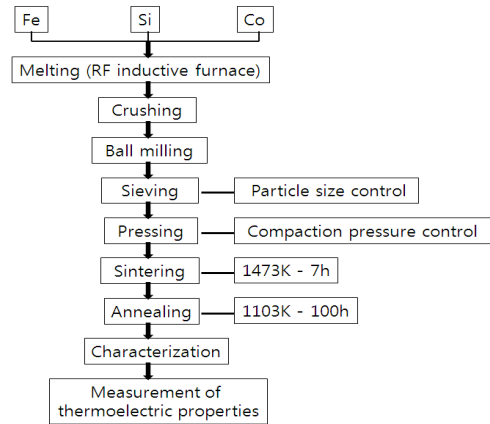 Fe Si Co
Melting (RF inductive furnace)
Crushing
Ball milling
Sieving Particle size control
Pressing Compaction pressure control
Sintering 1473K - 7h
Annealing 1103K - 100h
Characterization
Measurement of
thermoelectric properties